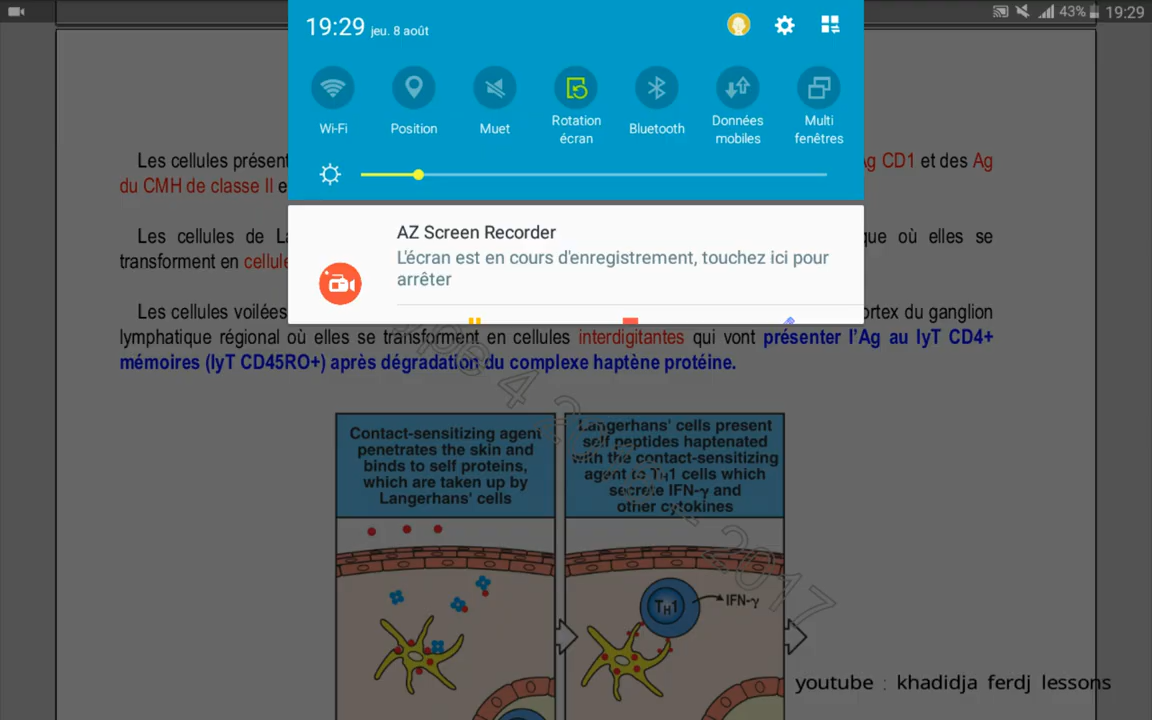 19:29 jeu. 8 août
43% 19:29
Wi-Fi
Position
Muet
Rotation
écran
Bluetooth
Données
mobiles
Multi
fenêtres
AZ Screen Recorder
L'écran est en cours d'enregistrement, touchez ici pour
arrêter
Les cellules CD1 et des Ag
du CMH de classe II
Les cellules de où elles se
transforment en
Les cellules voilées du ganglion
lymphatique régional où elles se transforment en cellules interdigitantes qui vont présenter l'Ag au lyT CD4+
mémoires (lyT CD45RO+) après dégradation du complexe haptène protéine.
Contact-sensitizing agent
penetrates the skin and
binds to self proteins,
which are taken up by
Langerhans' cells
Langerhans' cells present
self peptides haptenated
with the contact-sensitizing
agent to TH1 cells which
secrete IFN-γ and
other cytokines
TH1
IFN-γ
2017
youtube : khadidja ferdj lessons